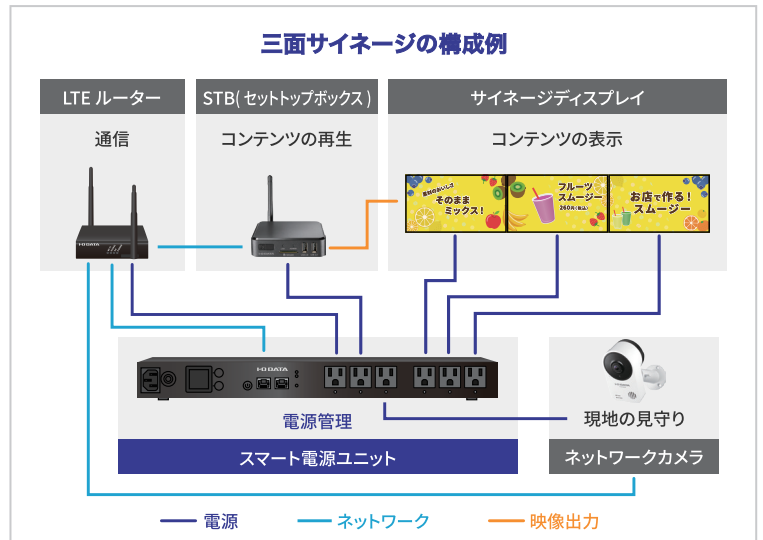 三面サイネージの構成例
LTE ルーター
STB( セットトップボックス )
サイネージディスプレイ
通信
コンテンツの再生
コンテンツの表示
素材のおいしさ
そのまま
ミックス!
フルーツ
スムージー
260円(税込)
お店で作る!
スムージー
I-O DATA
I-O DATA
電源管理
スマート電源ユニット
現地の見守り
ネットワークカメラ
電源
ネットワーク
映像出力